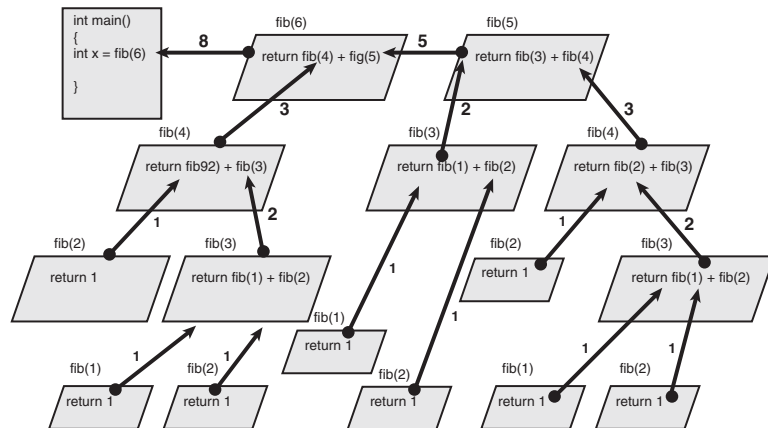 int main()
{
int x = fib(6)
}
8
fib(6)
return fib(4) + fig(5)
5
fib(5)
return fib(3) + fib(4)
3
2
3
fib(4)
return fib92) + fib(3)
fib(3)
return fib(1) + fib(2)
fib(4)
return fib(2) + fib(3)
1
2
1
1
1
2
fib(2)
return 1
fib(3)
return fib(1) + fib(2)
fib(2)
return 1
fib(3)
return fib(1) + fib(2)
fib(1)
return 1
1
1
1
1
fib(1)
return 1
fib(2)
return 1
fib(2)
return 1
fib(1)
return 1
fib(2)
return 1